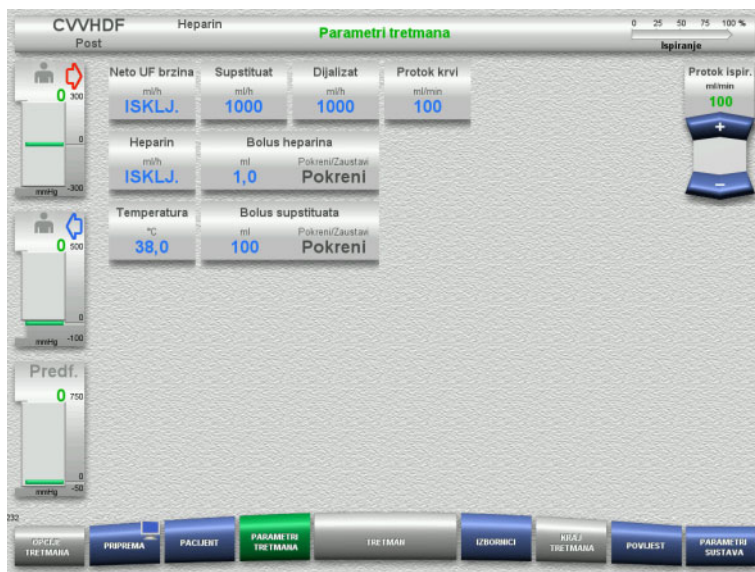 CVVHDF Heparin
Post
Parametri tretmana
0 25 50 75 100 %
Ispiranje
0 300
0
-300
mmHg
Neto UF brzina Supstituat Dijalizat Protok krvi
ml/h ml/h ml/h ml/min
ISKLJ. 1000 1000 100
Protok ispir.
ml/min
100
+
−
Heparin Bolus heparina
ml/h ml Pokreni/Zaustavi
ISKLJ. 1,0 Pokreni
Temperatura Bolus supstituata
°C ml Pokreni/Zaustavi
38,0 100 Pokreni
0 500
0
-100
mmHg
Predf.
0 750
0
-50
mmHg
232
OPCIJE
TRETMANA
PRIPREMA
PACIJENT
PARAMETRI
TRETMANA
TRETMAN
IZBORNICI
KRAJ
TRETMANA
POVIJEST
PARAMETRI
SUSTAVA